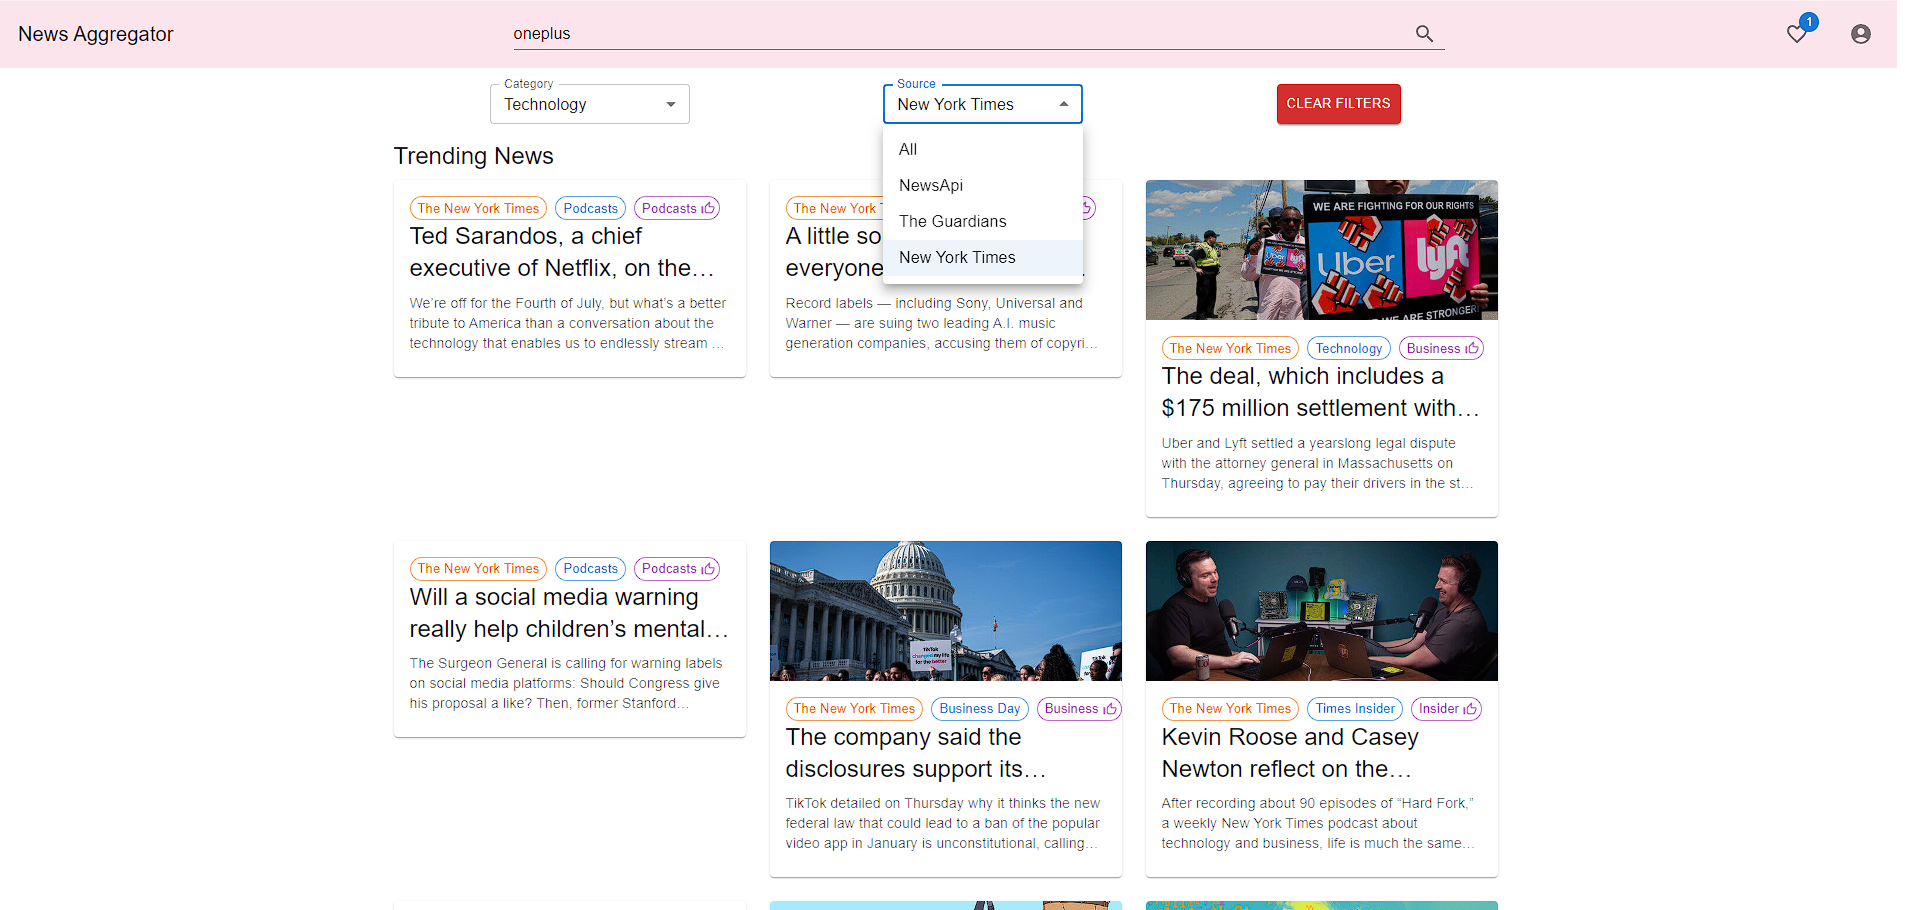 News Aggregator
oneplus
1
Category
Technology
Source
New York Times
CLEAR FILTERS
All
NewsApi
The Guardians
New York Times
Trending News
The New York Times
Podcasts
Podcasts
Ted Sarandos, a chief
executive of Netflix, on the…
We're off for the Fourth of July, but what's a better
tribute to America than a conversation about the
technology that enables us to endlessly stream …
The New York
A little so
everyone
Record labels — including Sony, Universal and
Warner — are suing two leading A.I. music
generation companies, accusing them of copyri…
WE ARE FIGHTING FOR OUR RIGHTS
Uber
lyft
WE ARE STRONGER!
The New York Times
Technology
Business
The deal, which includes a
$175 million settlement with…
Uber and Lyft settled a yearslong legal dispute
with the attorney general in Massachusetts on
Thursday, agreeing to pay their drivers in the st…
The New York Times
Podcasts
Podcasts
Will a social media warning
really help children’s mental…
The Surgeon General is calling for warning labels
on social media platforms: Should Congress give
his proposal a like? Then, former Stanford…
TikTok
changed my life
for the better
The New York Times
Business Day
Business
The company said the
disclosures support its…
TikTok detailed on Thursday why it thinks the new
federal law that could lead to a ban of the popular
video app in January is unconstitutional, calling…
The New York Times
Times Insider
Insider
Kevin Roose and Casey
Newton reflect on the…
After recording about 90 episodes of “Hard Fork,”
a weekly New York Times podcast about
technology and business, life is much the same…